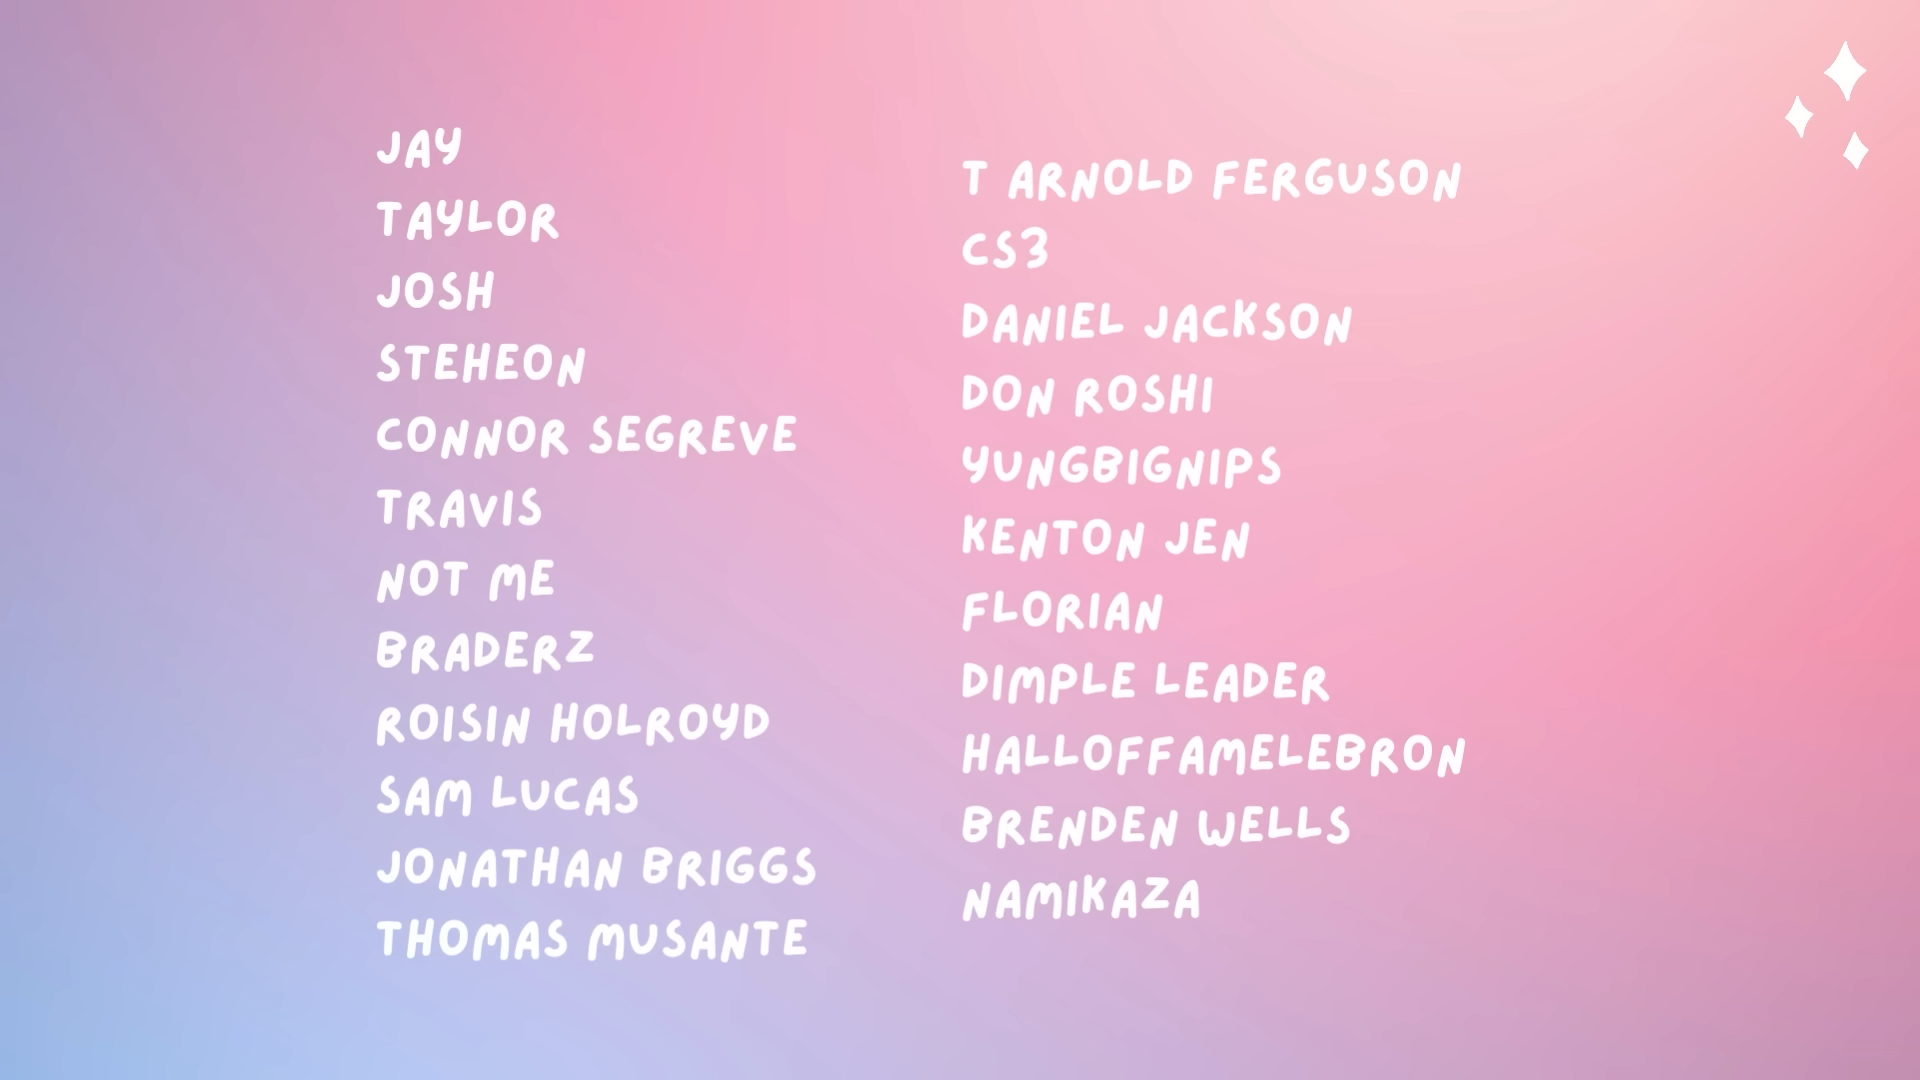 JAY
TAYLOR
JOSH
STEHEON
CONNOR SEGREVE
TRAVIS
NOT ME
BRADERZ
ROISIN HOLROYD
SAM LUCAS
JONATHAN BRIGGS
THOMAS MUSANTE
T ARNOLD FERGUSON
CS3
DANIEL JACKSON
DON ROSHI
YUNGBIGNIPS
KENTON JEN
FLORIAN
DIMPLE LEADER
HALLOFFAMELEBRON
BRENDEN WELLS
NAMIKAZA